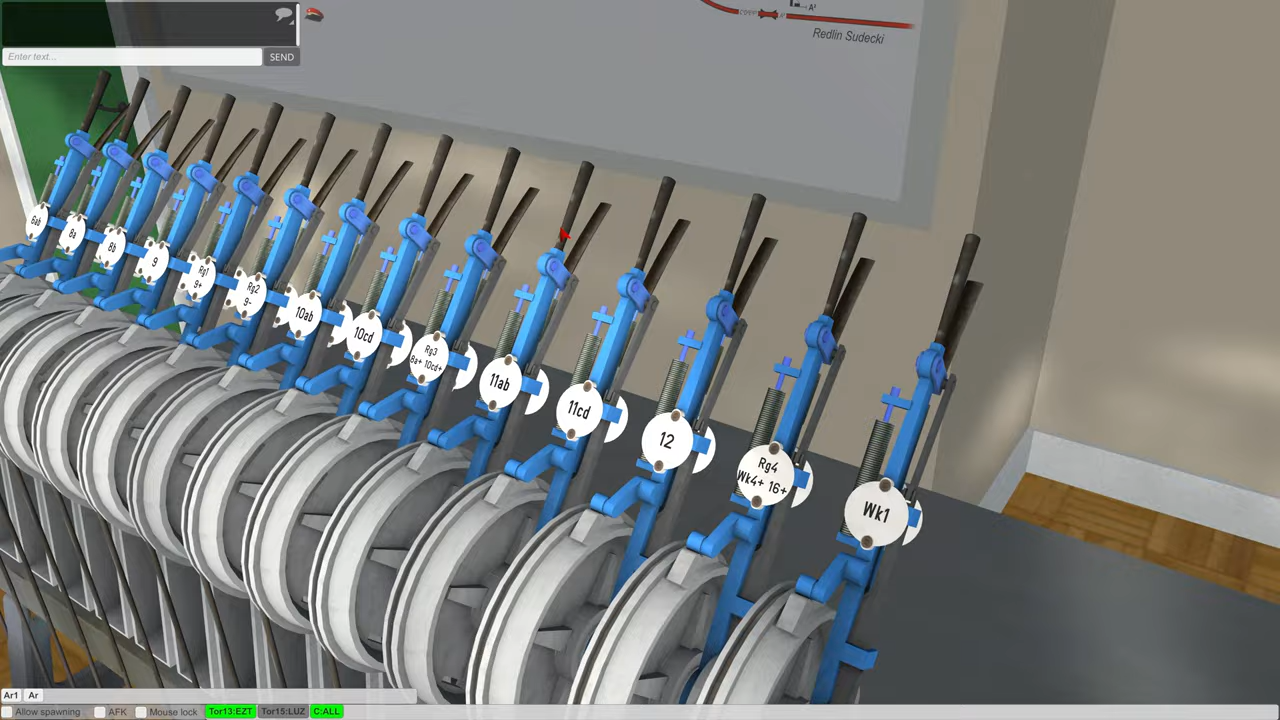 A¹
Redlin Sudecki
Enter text...
SEND
6ab
8a
8b
9
Rg1
9+
Rg2
9-
10ab
10cd
Rg3
8a+ 10cd+
11ab
11cd
12
Rg4
Wk4+ 16+
Wk1
Ar1 Ar
Allow spawning AFK Mouse lock Tor13:EZT Tor15:LUZ C:ALL